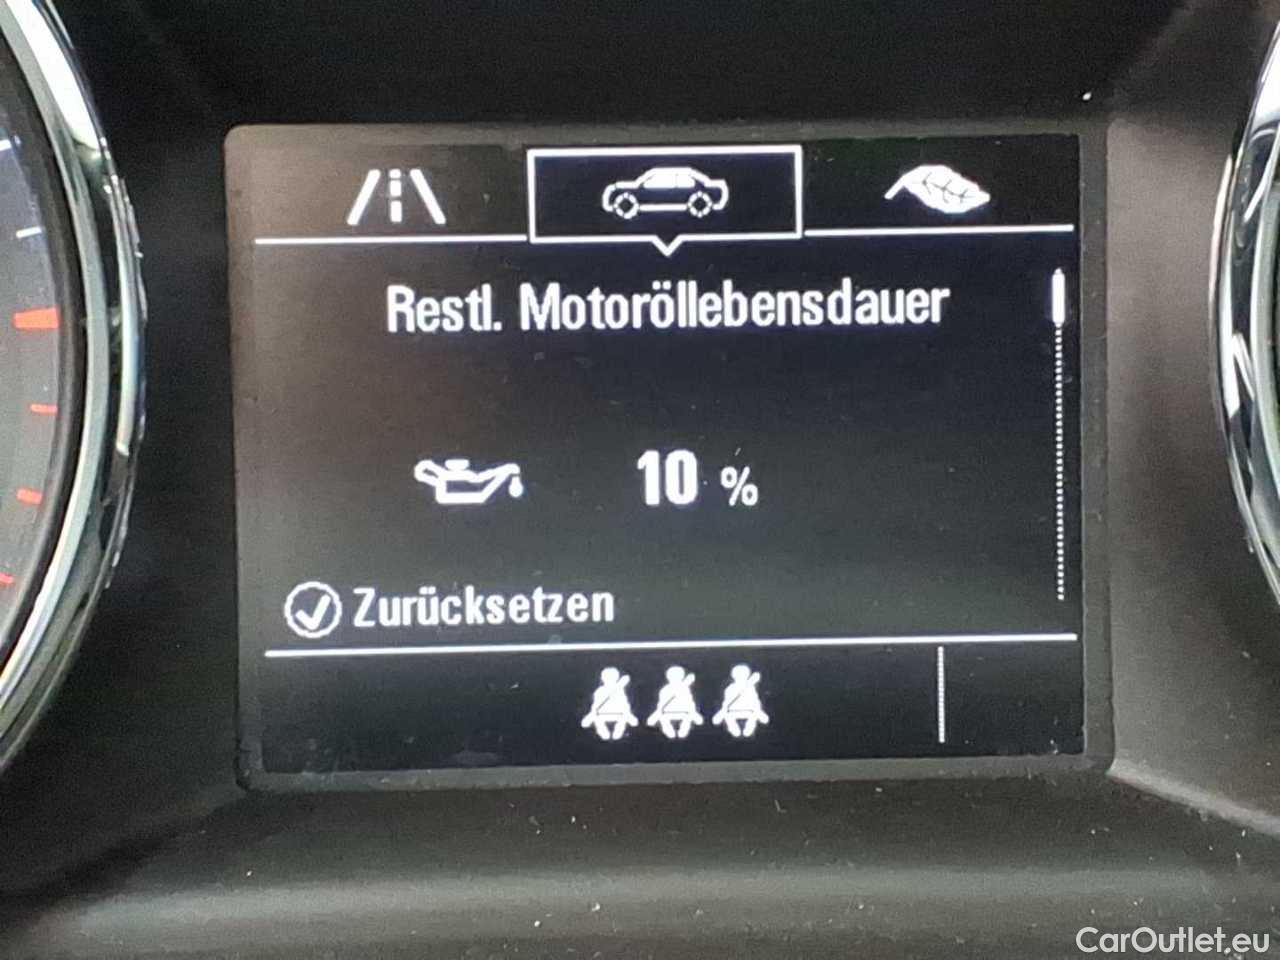 Restl. Motoröllebensdauer
10 %
Zurücksetzen
CarOutlet.eu